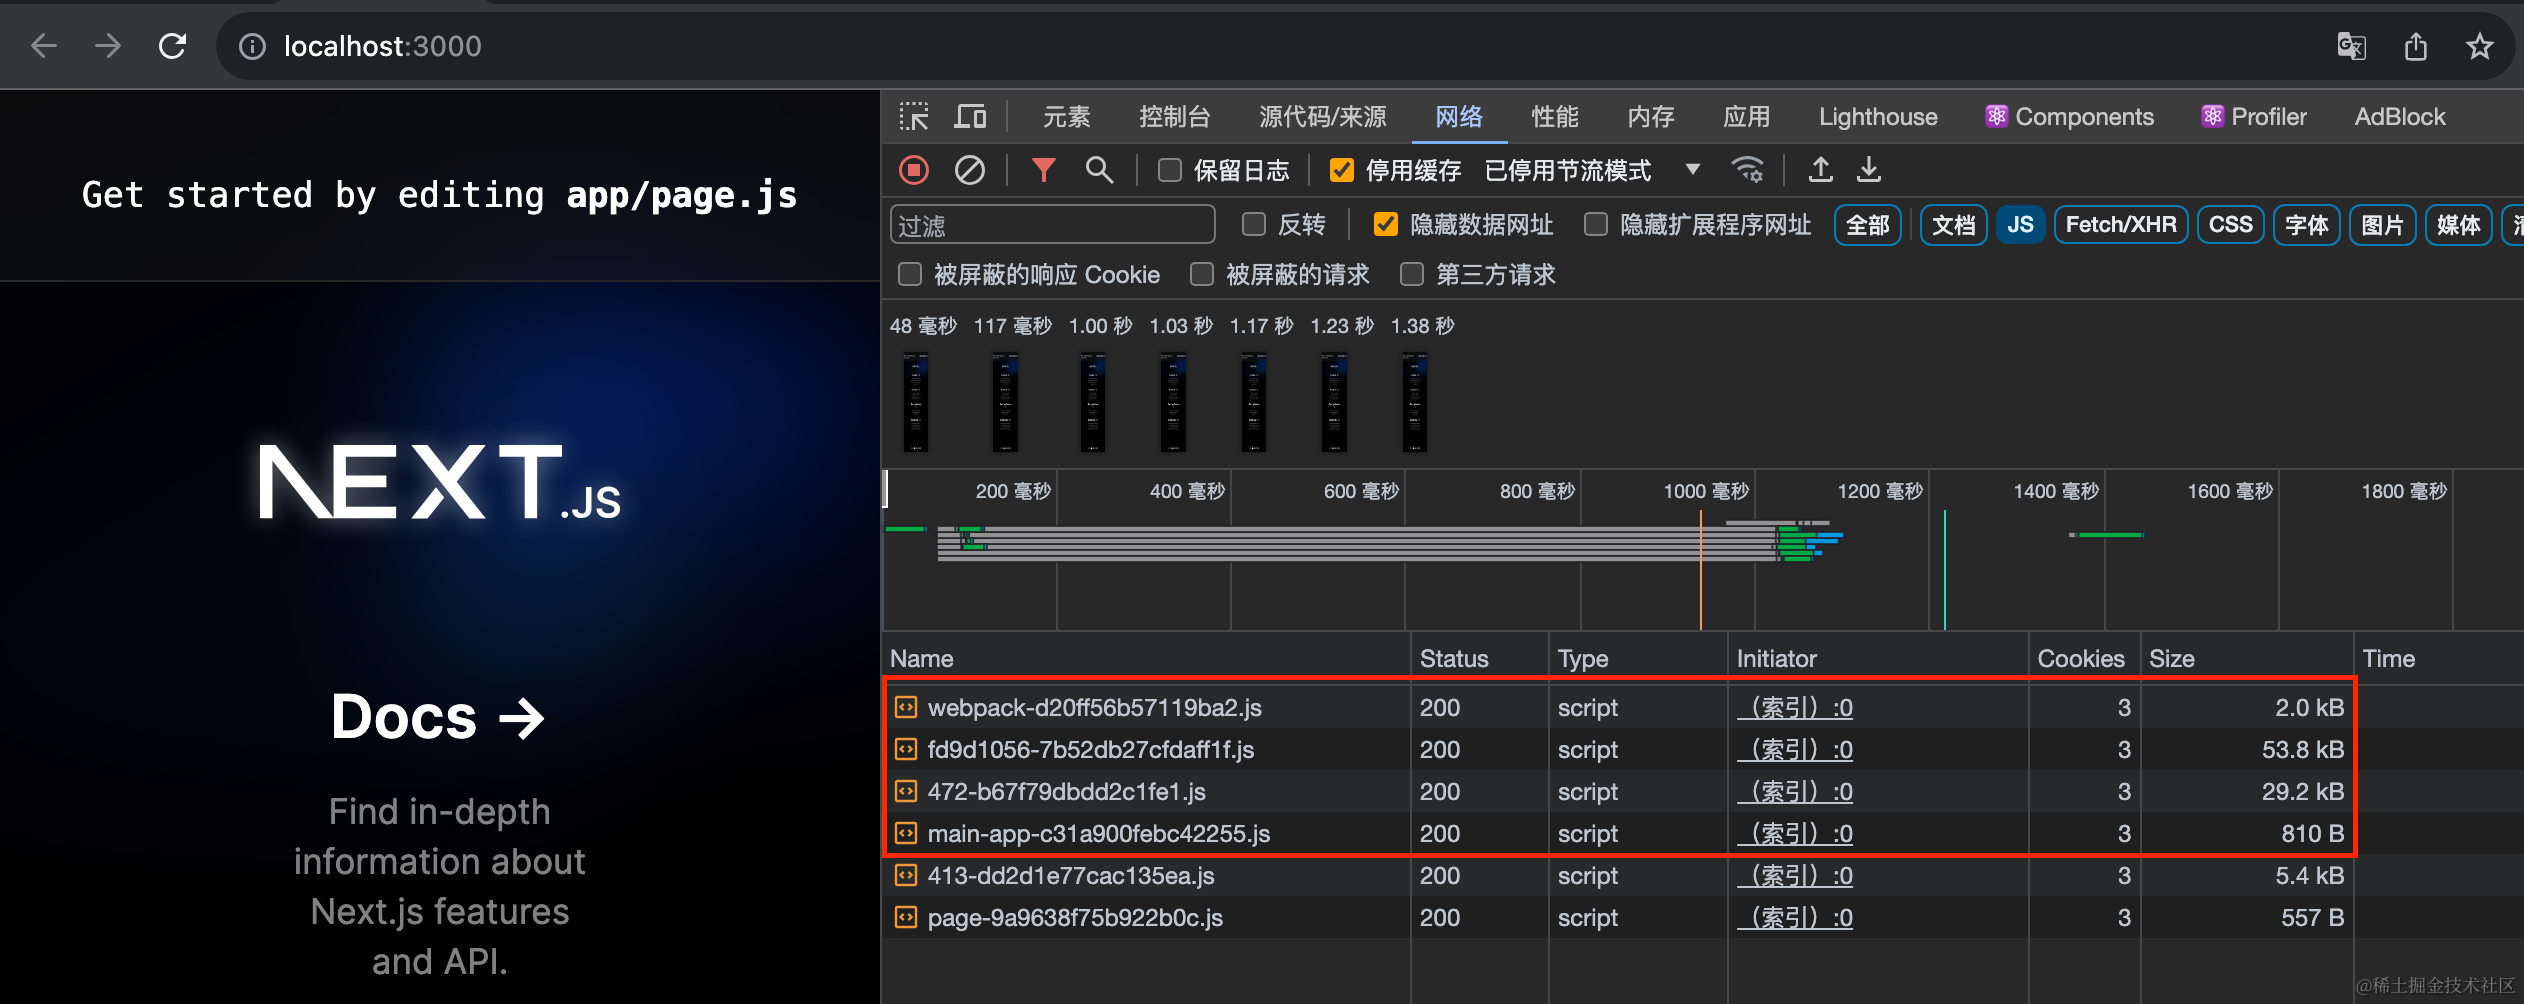 localhost:3000
Get started by editing app/page.js
NEXT.JS
Docs →
Find in-depth
information about
Next.js features
and API.
元素 控制台 源代码/来源 网络 性能 内存 应用 Lighthouse Components Profiler AdBlock
保留日志 停用缓存 已停用节流模式
过滤 反转 隐藏数据网址 隐藏扩展程序网址 全部 文档 JS Fetch/XHR CSS 字体 图片 媒体
被屏蔽的响应 Cookie 被屏蔽的请求 第三方请求
48 毫秒 117 毫秒 1.00 秒 1.03 秒 1.17 秒 1.23 秒 1.38 秒
200 毫秒 400 毫秒 600 毫秒 800 毫秒 1000 毫秒 1200 毫秒 1400 毫秒 1600 毫秒 1800 毫秒
Name Status Type Initiator Cookies Size Time
webpack-d20ff56b57119ba2.js 200 script （索引）:0 3 2.0 kB
fd9d1056-7b52db27cfdaff1f.js 200 script （索引）:0 3 53.8 kB
472-b67f79dbdd2c1fe1.js 200 script （索引）:0 3 29.2 kB
main-app-c31a900febc42255.js 200 script （索引）:0 3 810 B
413-dd2d1e77cac135ea.js 200 script （索引）:0 3 5.4 kB
page-9a9638f75b922b0c.js 200 script （索引）:0 3 557 B
@稀土掘金技术社区